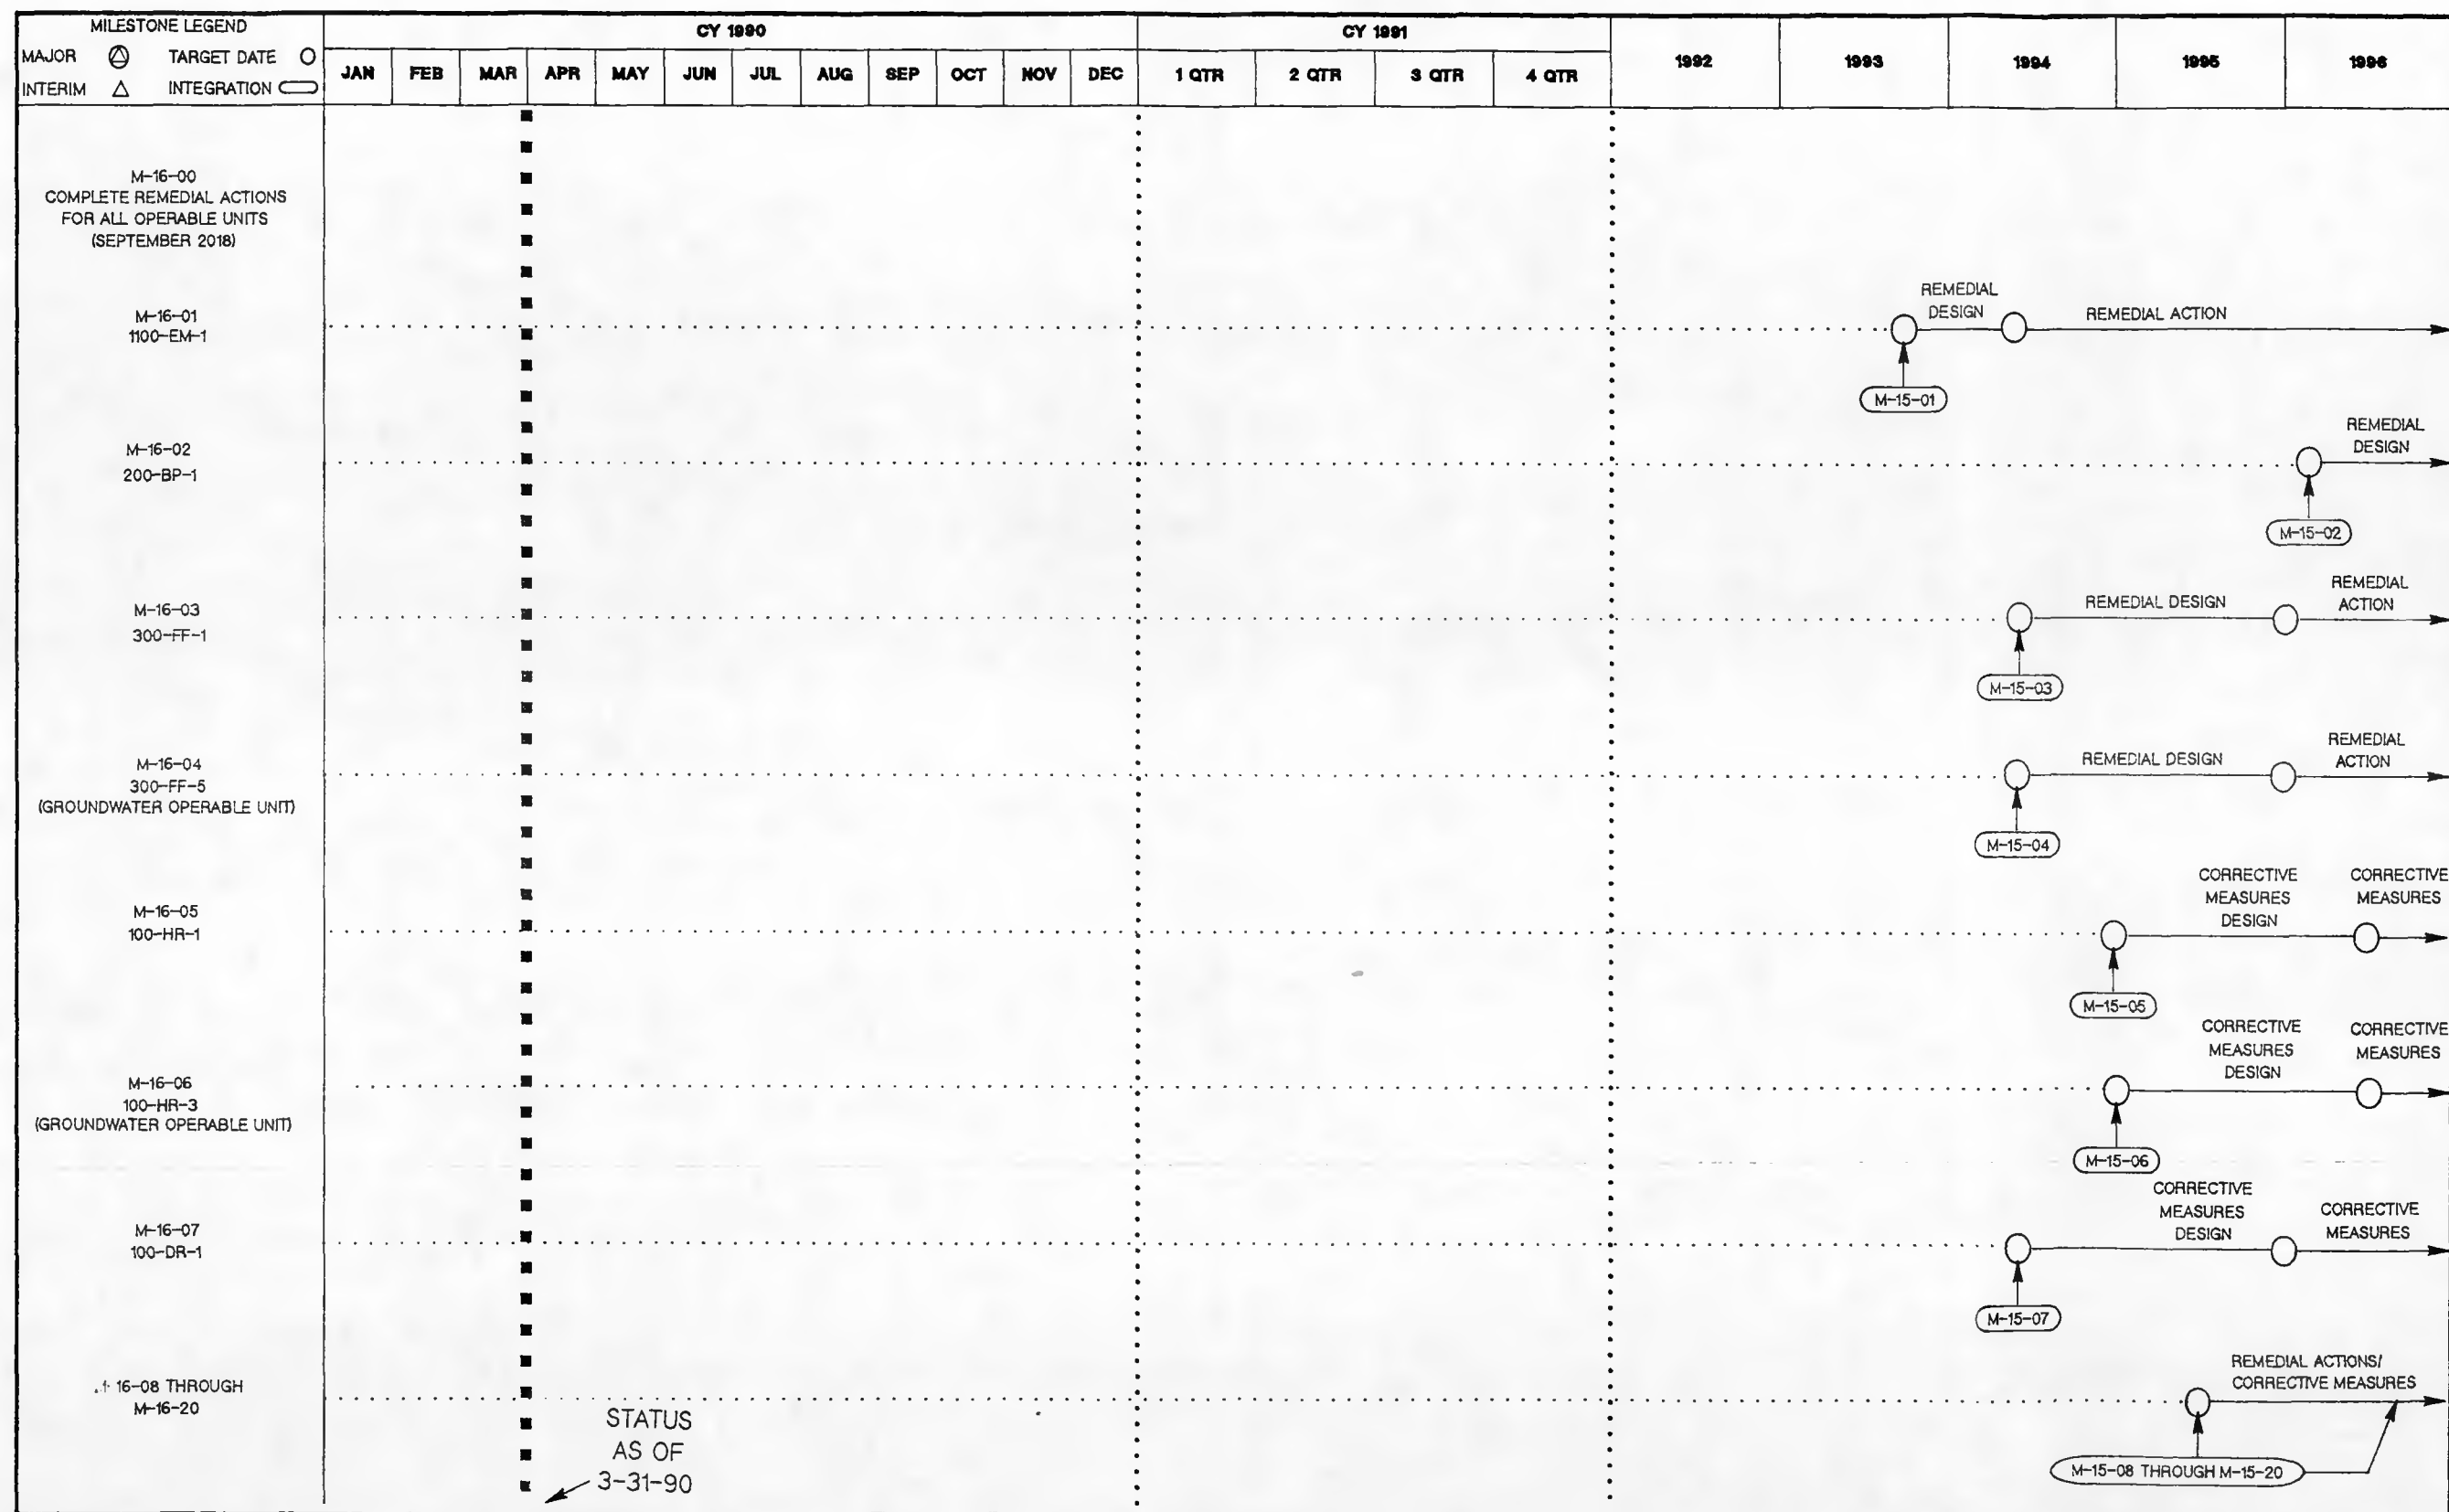 MILESTONE LEGEND
MAJOR TARGET DATE
INTERIM INTEGRATION
CY 1990
JAN FEB MAR APR MAY JUN JUL AUG SEP OCT NOV DEC
CY 1991
1 QTR 2 QTR 3 QTR 4 QTR
1992 1993 1994 1995 1996
M-16-00
COMPLETE REMEDIAL ACTIONS
FOR ALL OPERABLE UNITS
(SEPTEMBER 2018)
M-16-01
1100-EM-1
REMEDIAL
DESIGN
REMEDIAL ACTION
M-15-01
M-16-02
200-BP-1
REMEDIAL
DESIGN
M-15-02
M-16-03
300-FF-1
REMEDIAL DESIGN
REMEDIAL
ACTION
M-15-03
M-16-04
300-FF-5
(GROUNDWATER OPERABLE UNIT)
REMEDIAL DESIGN
REMEDIAL
ACTION
M-15-04
M-16-05
100-HR-1
CORRECTIVE
MEASURES
DESIGN
CORRECTIVE
MEASURES
M-15-05
M-16-06
100-HR-3
(GROUNDWATER OPERABLE UNIT)
CORRECTIVE
MEASURES
DESIGN
CORRECTIVE
MEASURES
M-15-06
M-16-07
100-DR-1
CORRECTIVE
MEASURES
DESIGN
CORRECTIVE
MEASURES
M-15-07
16-08 THROUGH
M-16-20
REMEDIAL ACTIONS/
CORRECTIVE MEASURES
M-15-08 THROUGH M-15-20
STATUS
AS OF
3-31-90